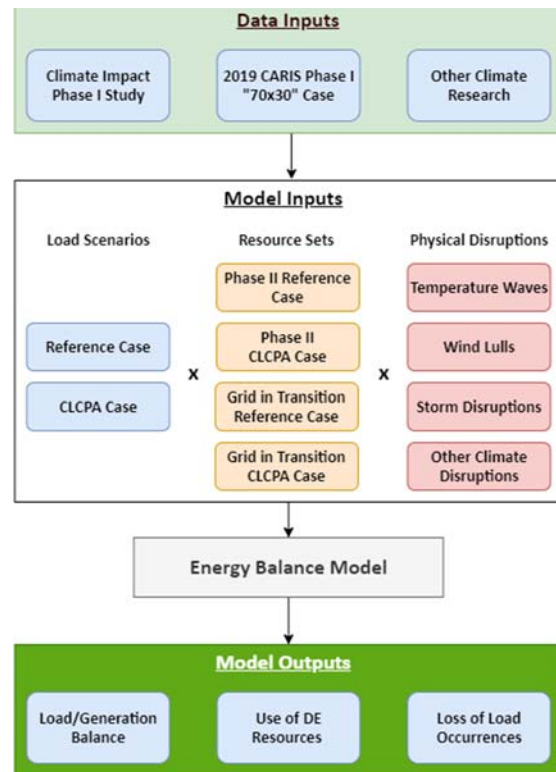 Data Inputs
Climate Impact
Phase I Study
2019 CARIS Phase I
"70x30" Case
Other Climate
Research
Model Inputs
Load Scenarios
Resource Sets
Physical Disruptions
Reference Case
CLCPA Case
x
Phase II Reference
Case
Phase II
CLCPA Case
Grid in Transition
Reference Case
Grid in Transition
CLCPA Case
x
Temperature Waves
Wind Lulls
Storm Disruptions
Other Climate
Disruptions
Energy Balance Model
Model Outputs
Load/Generation
Balance
Use of DE
Resources
Loss of Load
Occurrences